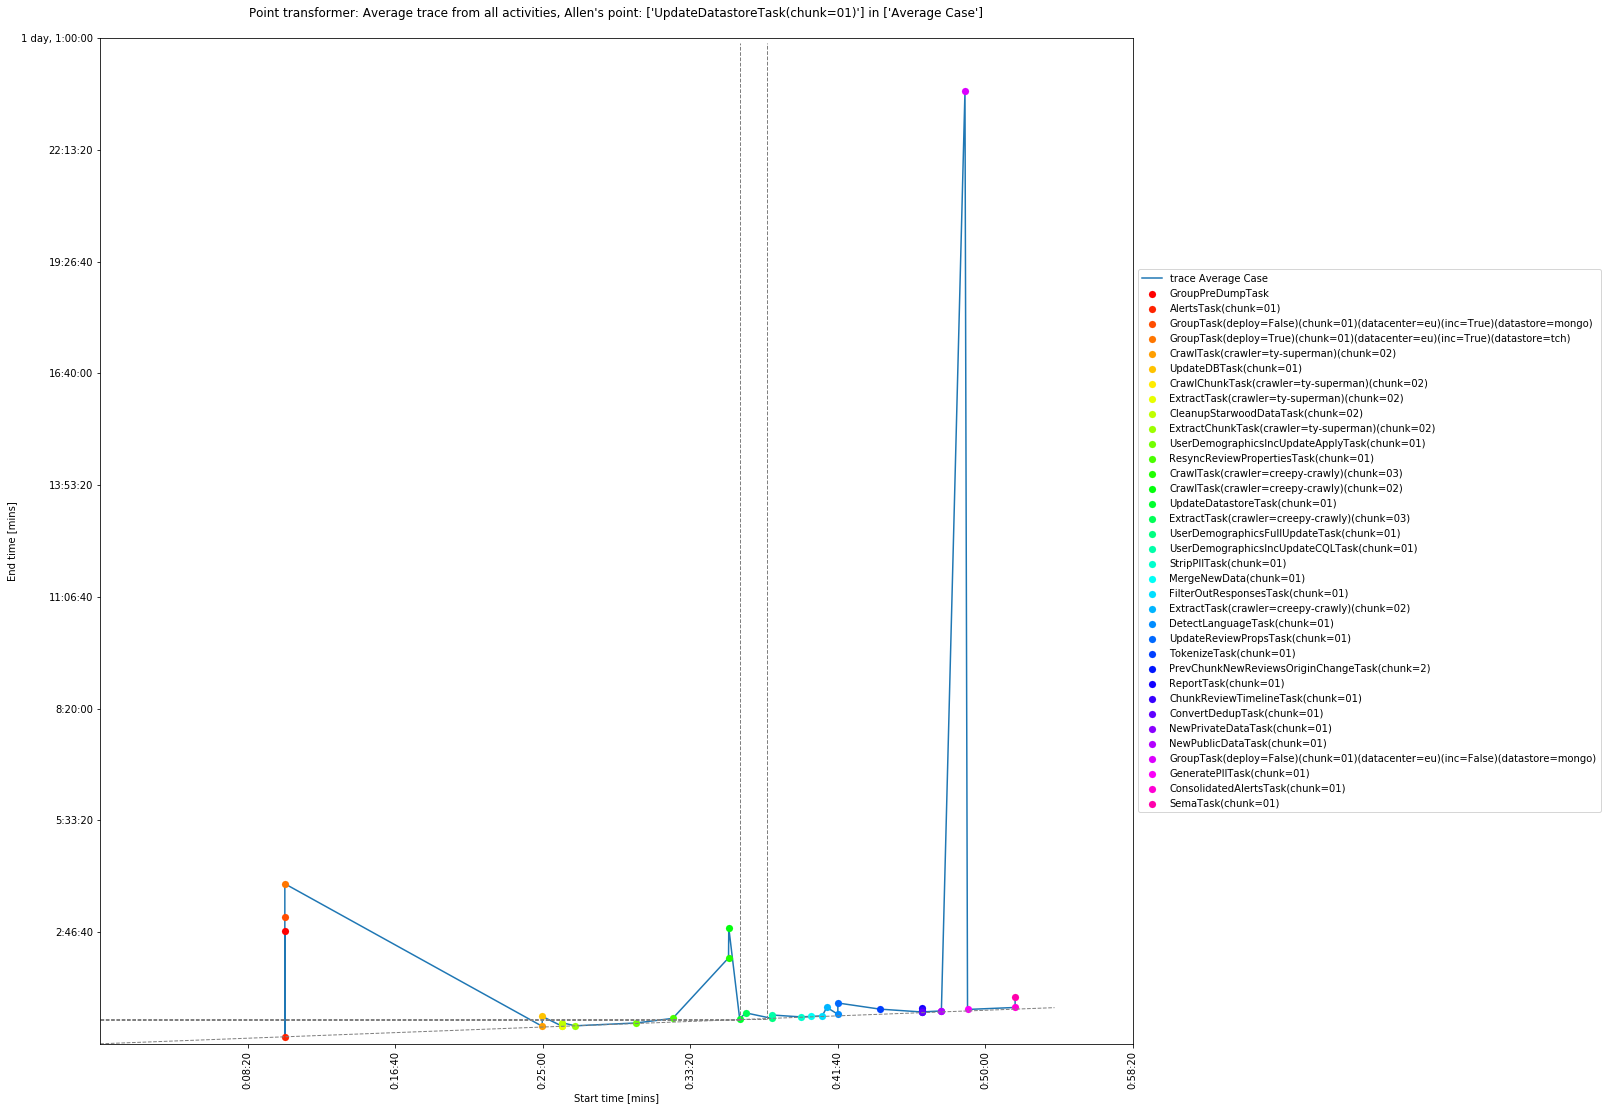 Point transformer: Average trace from all activities, Allen's point: ['UpdateDatastoreTask(chunk=01)'] in ['Average Case']
1 day, 1:00:00
22:13:20
19:26:40
16:40:00
13:53:20
11:06:40
8:20:00
5:33:20
2:46:40
End time [mins]
0:08:20
0:16:40
0:25:00
0:33:20
0:41:40
0:50:00
0:58:20
Start time [mins]
trace Average Case
GroupPreDumpTask
AlertsTask(chunk=01)
GroupTask(deploy=False)(chunk=01)(datacenter=eu)(inc=True)(datastore=mongo)
GroupTask(deploy=True)(chunk=01)(datacenter=eu)(inc=True)(datastore=tch)
CrawlTask(crawler=ty-superman)(chunk=02)
UpdateDBTask(chunk=01)
CrawlChunkTask(crawler=ty-superman)(chunk=02)
ExtractTask(crawler=ty-superman)(chunk=02)
CleanupStarwoodDataTask(chunk=02)
ExtractChunkTask(crawler=ty-superman)(chunk=02)
UserDemographicsIncUpdateApplyTask(chunk=01)
ResyncReviewPropertiesTask(chunk=01)
CrawlTask(crawler=creepy-crawly)(chunk=03)
CrawlTask(crawler=creepy-crawly)(chunk=02)
UpdateDatastoreTask(chunk=01)
ExtractTask(crawler=creepy-crawly)(chunk=03)
UserDemographicsFullUpdateTask(chunk=01)
UserDemographicsIncUpdateCQLTask(chunk=01)
StripPIITask(chunk=01)
MergeNewData(chunk=01)
FilterOutResponsesTask(chunk=01)
ExtractTask(crawler=creepy-crawly)(chunk=02)
DetectLanguageTask(chunk=01)
UpdateReviewPropsTask(chunk=01)
TokenizeTask(chunk=01)
PrevChunkNewReviewsOriginChangeTask(chunk=2)
ReportTask(chunk=01)
ChunkReviewTimelineTask(chunk=01)
ConvertDedupTask(chunk=01)
NewPrivateDataTask(chunk=01)
NewPublicDataTask(chunk=01)
GroupTask(deploy=False)(chunk=01)(datacenter=eu)(inc=False)(datastore=mongo)
GeneratePIITask(chunk=01)
ConsolidatedAlertsTask(chunk=01)
SemaTask(chunk=01)